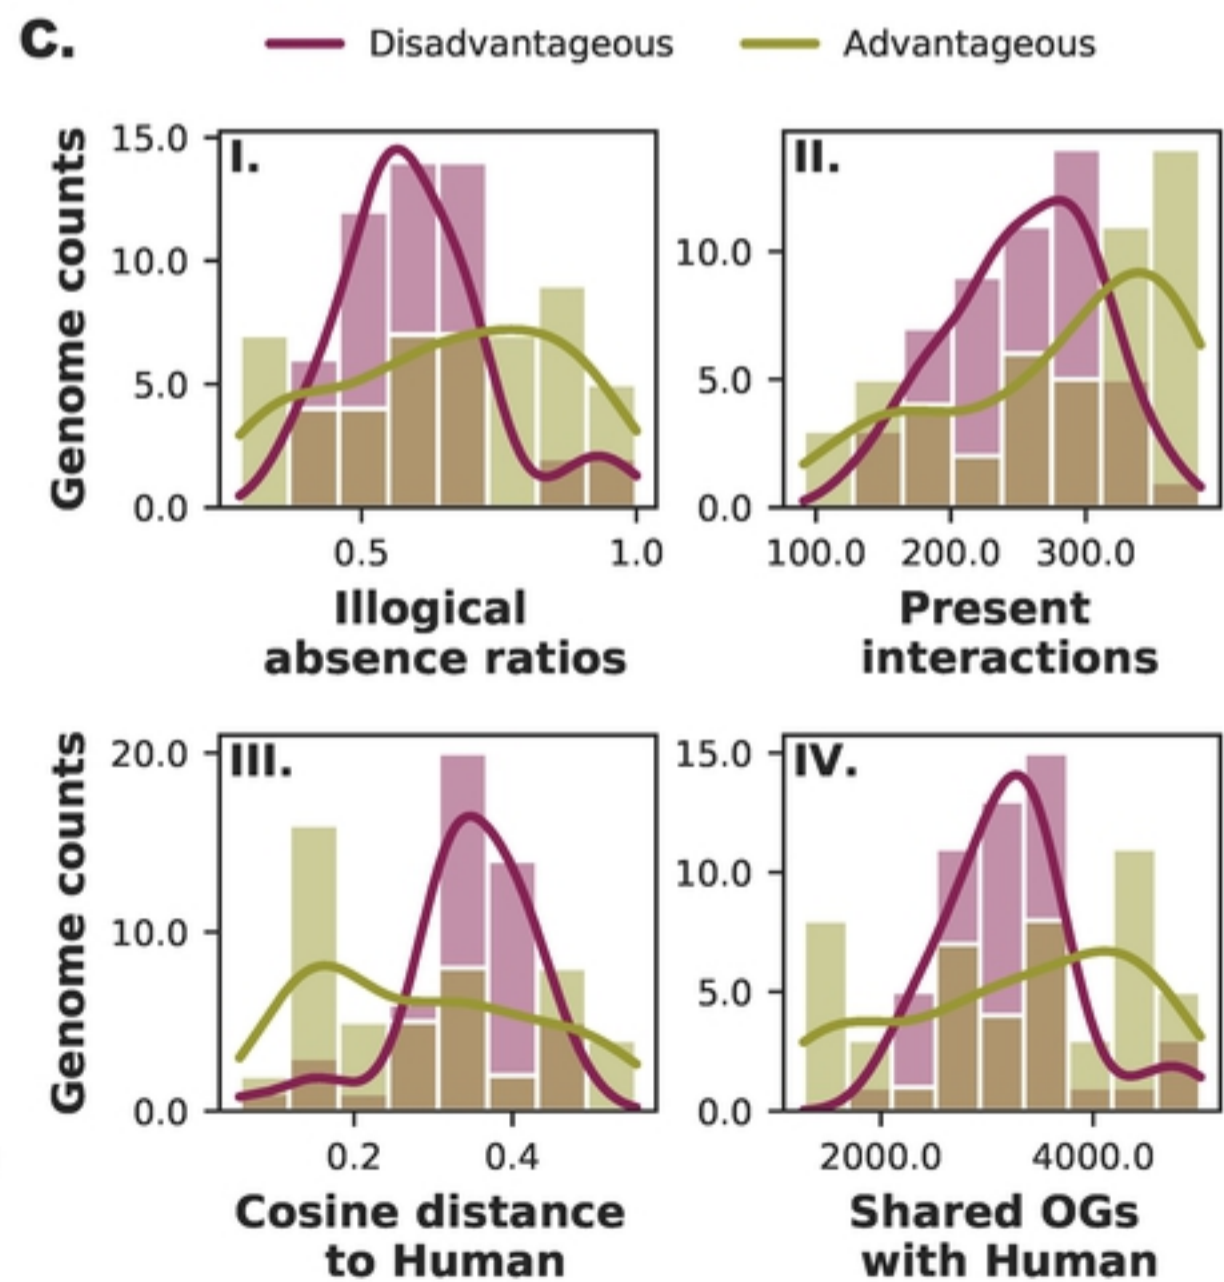 C.
Disadvantageous
Advantageous
Genome counts
15.0
10.0
5.0
0.0
I.
0.5
1.0
Illogical
absence ratios
10.0
5.0
0.0
II.
100.0
200.0
300.0
Present
interactions
Genome counts
20.0
10.0
0.0
III.
0.2
0.4
Cosine distance
to Human
15.0
10.0
5.0
0.0
IV.
2000.0
4000.0
Shared OGs
with Human